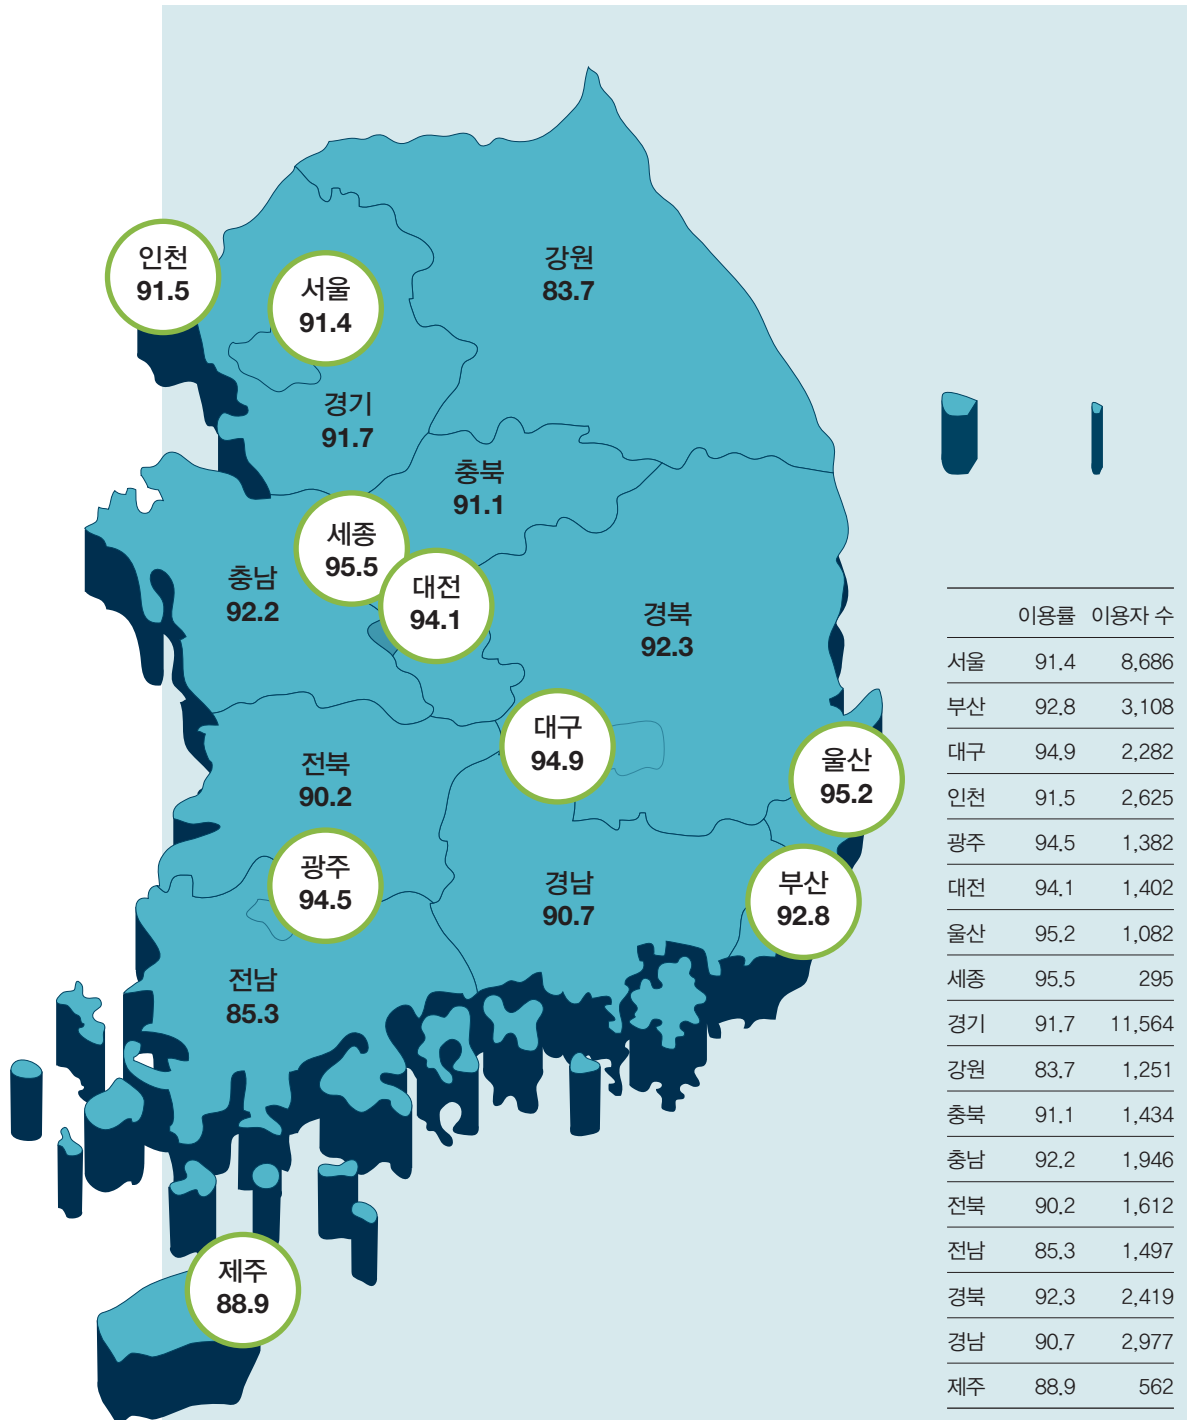 강원
83.7
인천
91.5
서울
91.4
경기
91.7
충북
91.1
세종
95.5
대전
94.1
충남
92.2
경북
92.3
대구
94.9
울산
95.2
전북
90.2
광주
94.5
경남
90.7
부산
92.8
전남
85.3
제주
88.9
이용률 이용자 수
서울 91.4 8,686
부산 92.8 3,108
대구 94.9 2,282
인천 91.5 2,625
광주 94.5 1,382
대전 94.1 1,402
울산 95.2 1,082
세종 95.5 295
경기 91.7 11,564
강원 83.7 1,251
충북 91.1 1,434
충남 92.2 1,946
전북 90.2 1,612
전남 85.3 1,497
경북 92.3 2,419
경남 90.7 2,977
제주 88.9 562